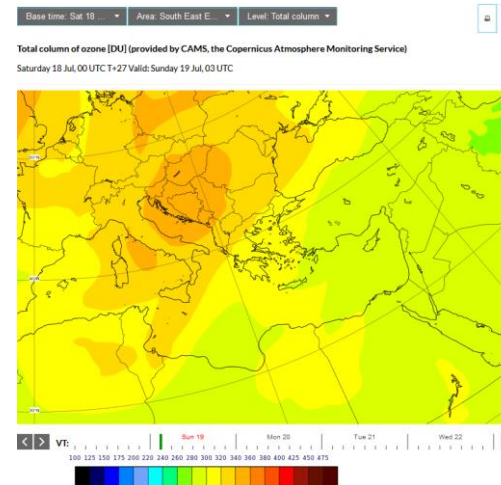 Base time: Sat 18 ... Area: South East E... Level: Total column
Total column of ozone [DU] (provided by CAMS, the Copernicus Atmosphere Monitoring Service)
Saturday 18 Jul, 00 UTC T+27 Valid: Sunday 19 Jul, 03 UTC
VT: Sun 19 Mon 20 Tue 21 Wed 22
100 125 150 175 200 220 240 260 280 290 300 320 340 360 380 400 425 450 475